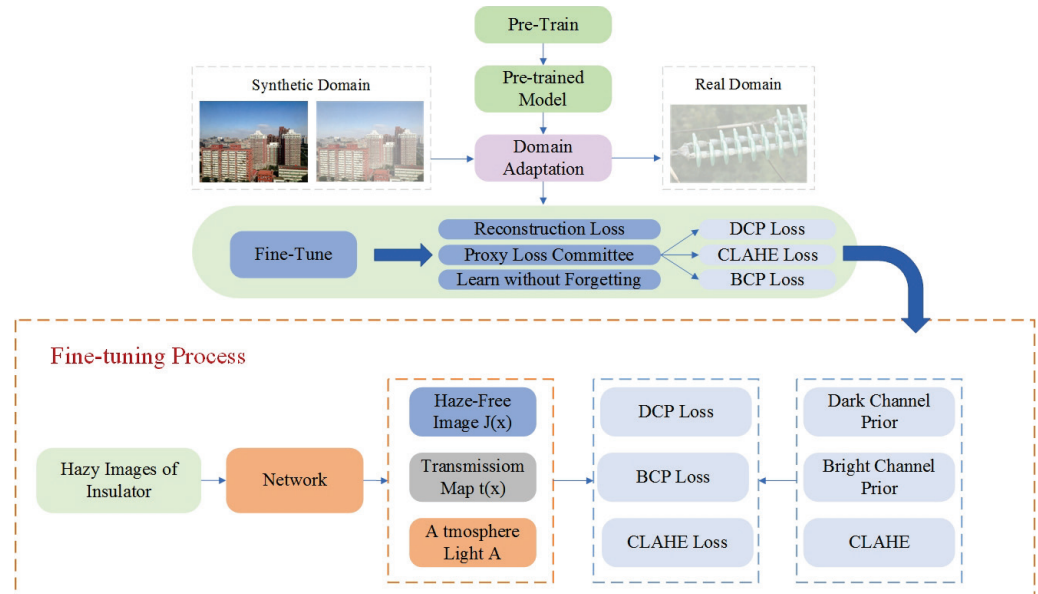 Pre-Train
Pre-trained
Model
Synthetic Domain
Real Domain
Domain
Adaptation
Fine-Tune
Reconstruction Loss
Proxy Loss Committee
Learn without Forgetting
DCP Loss
CLAHE Loss
BCP Loss
Fine-tuning Process
Hazy Images of
Insulator
Network
Haze-Free
Image J(x)
Transmissiom
Map t(x)
A tmosphere
Light A
DCP Loss
BCP Loss
CLAHE Loss
Dark Channel
Prior
Bright Channel
Prior
CLAHE